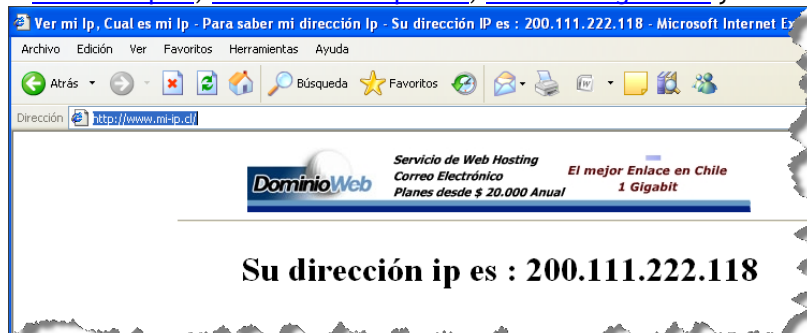 Ver mi Ip, Cual es mi Ip - Para saber mi dirección Ip - Su dirección IP es : 200.111.222.118 - Microsoft Internet Ex
Archivo Edición Ver Favoritos Herramientas Ayuda
Atrás Búsqueda Favoritos
Dirección http://www.mi-ip.cl/
DominioWeb
Servicio de Web Hosting
Correo Electrónico
Planes desde $ 20.000 Anual
El mejor Enlace en Chile
1 Gigabit
Su dirección ip es : 200.111.222.118